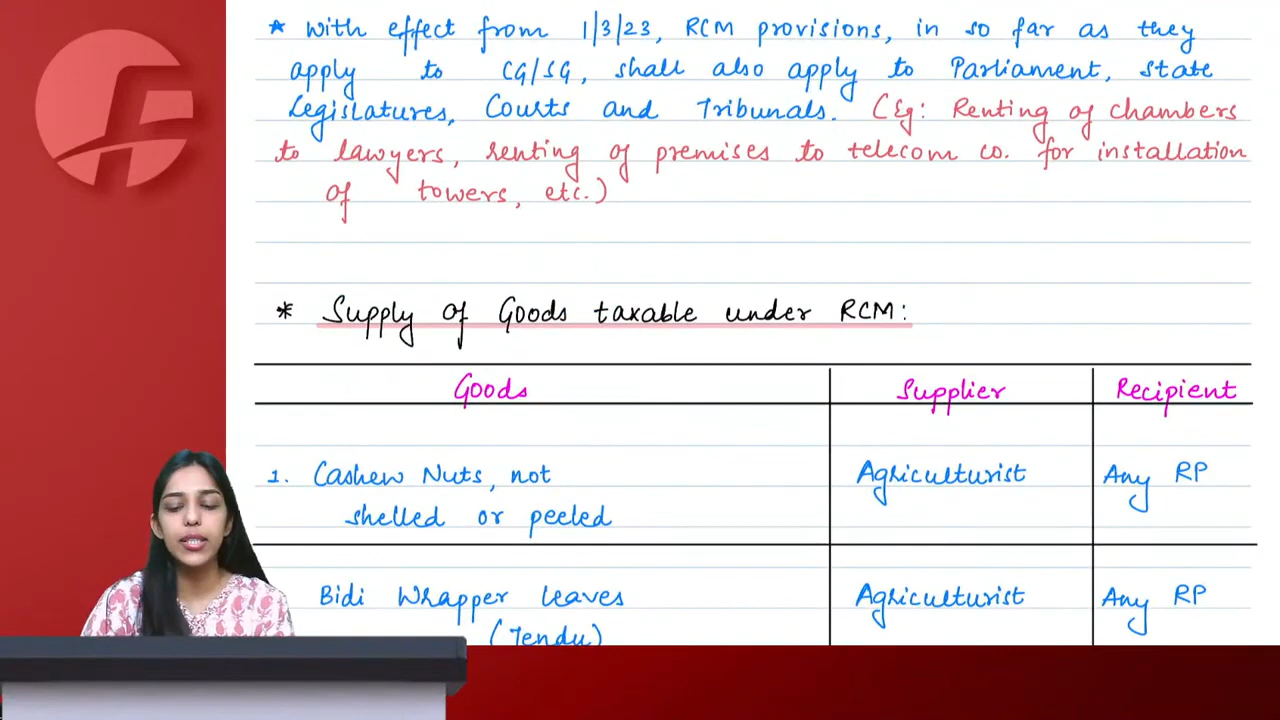 * With effect from 1/3/23, RCM provisions, in so far as they
apply to CG/SG, shall also apply to Parliament, State
Legislatures, Courts and Tribunals. (Eg: Renting of chambers
to lawyers, renting of premises to telecom co. for installation
of towers, etc.)
* Supply of Goods taxable under RCM:
Goods Supplier Recipient
1. Cashew Nuts, not Agriculturist Any RP
shelled or peeled
Bidi Wrapper Leaves Agriculturist Any RP
(Tendu)